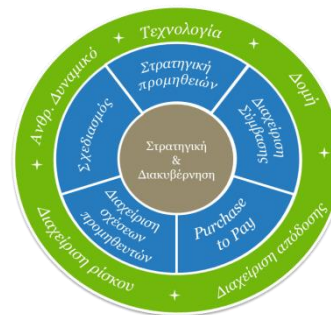 Τεχνολογία
Δομή
Διαχείριση απόδοσης
Διαχείριση ρίσκου
Ανθρ. Δυναμικό
Στρατηγική
προμηθειών
Διαχείριση
Σύμβασης
Purchase
to Pay
Διαχείριση
σχέσεων
προμηθευτών
Σχεδιασμός
Στρατηγική
&
Διακυβέρνηση